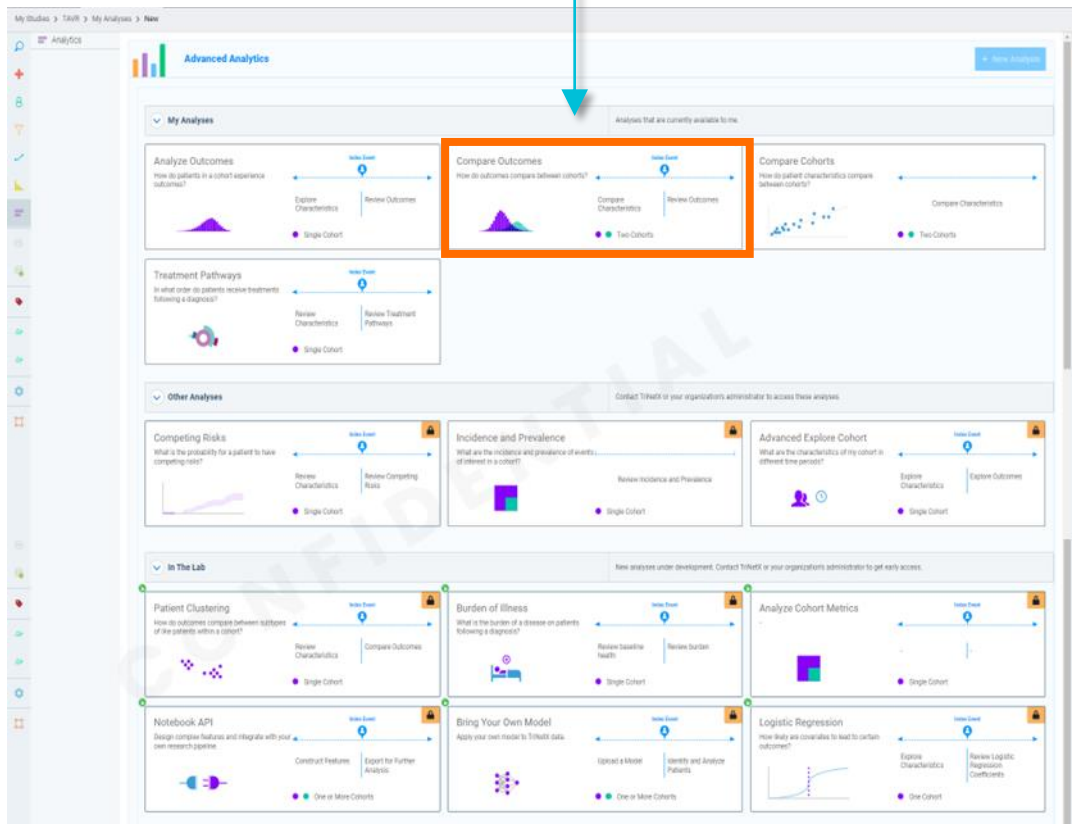 My Studies > TAVR > My Analyses > New
Analytics
Advanced Analytics
+ New Analysis
My Analyses
Analyses that are currently available to me.
Analyze Outcomes
How do patients in a cohort experience
outcomes?
Index Event
Explore
Characteristics
Review Outcomes
Single Cohort
Compare Outcomes
How do outcomes compare between cohorts?
Index Event
Compare
Characteristics
Review Outcomes
Two Cohorts
Compare Cohorts
How do patient characteristics compare
between cohorts?
Compare Characteristics
Two Cohorts
Treatment Pathways
In what order do patients receive treatments
following a diagnosis?
Index Event
Review
Characteristics
Review Treatment
Pathways
Single Cohort
Other Analyses
Contact TriNetX or your organization's administrator to access these analyses.
Competing Risks
What is the probability for a patient to have
competing risks?
Index Event
Review
Characteristics
Review Competing
Risks
Single Cohort
Incidence and Prevalence
What are the incidence and prevalence of events
of interest in a cohort?
Review Incidence and Prevalence
Single Cohort
Advanced Explore Cohort
What are the characteristics of my cohort in
different time periods?
Index Event
Explore
Characteristics
Explore Outcomes
Single Cohort
In The Lab
New analyses under development. Contact TriNetX or your organization's administrator to get early access.
Patient Clustering
How do outcomes compare between subtypes
of like patients within a cohort?
Index Event
Review
Characteristics
Compare Outcomes
Single Cohort
Burden of Illness
What is the burden of a disease on patients
following a diagnosis?
Index Event
Review baseline
health
Review burden
Single Cohort
Analyze Cohort Metrics
-
Index Event
-
-
Single Cohort
Notebook API
Design complex features and integrate with your
own research pipeline
Index Event
Construct Features
Export for Further
Analysis
One or More Cohorts
Bring Your Own Model
Apply your own model to TriNetX data.
Index Event
Upload a Model
Identify and Analyze
Patients
One or More Cohorts
Logistic Regression
How likely are covariates to lead to certain
outcomes?
Index Event
Explore
Characteristics
Review Logistic
Regression
Coefficients
One Cohort
CONFIDENTIAL